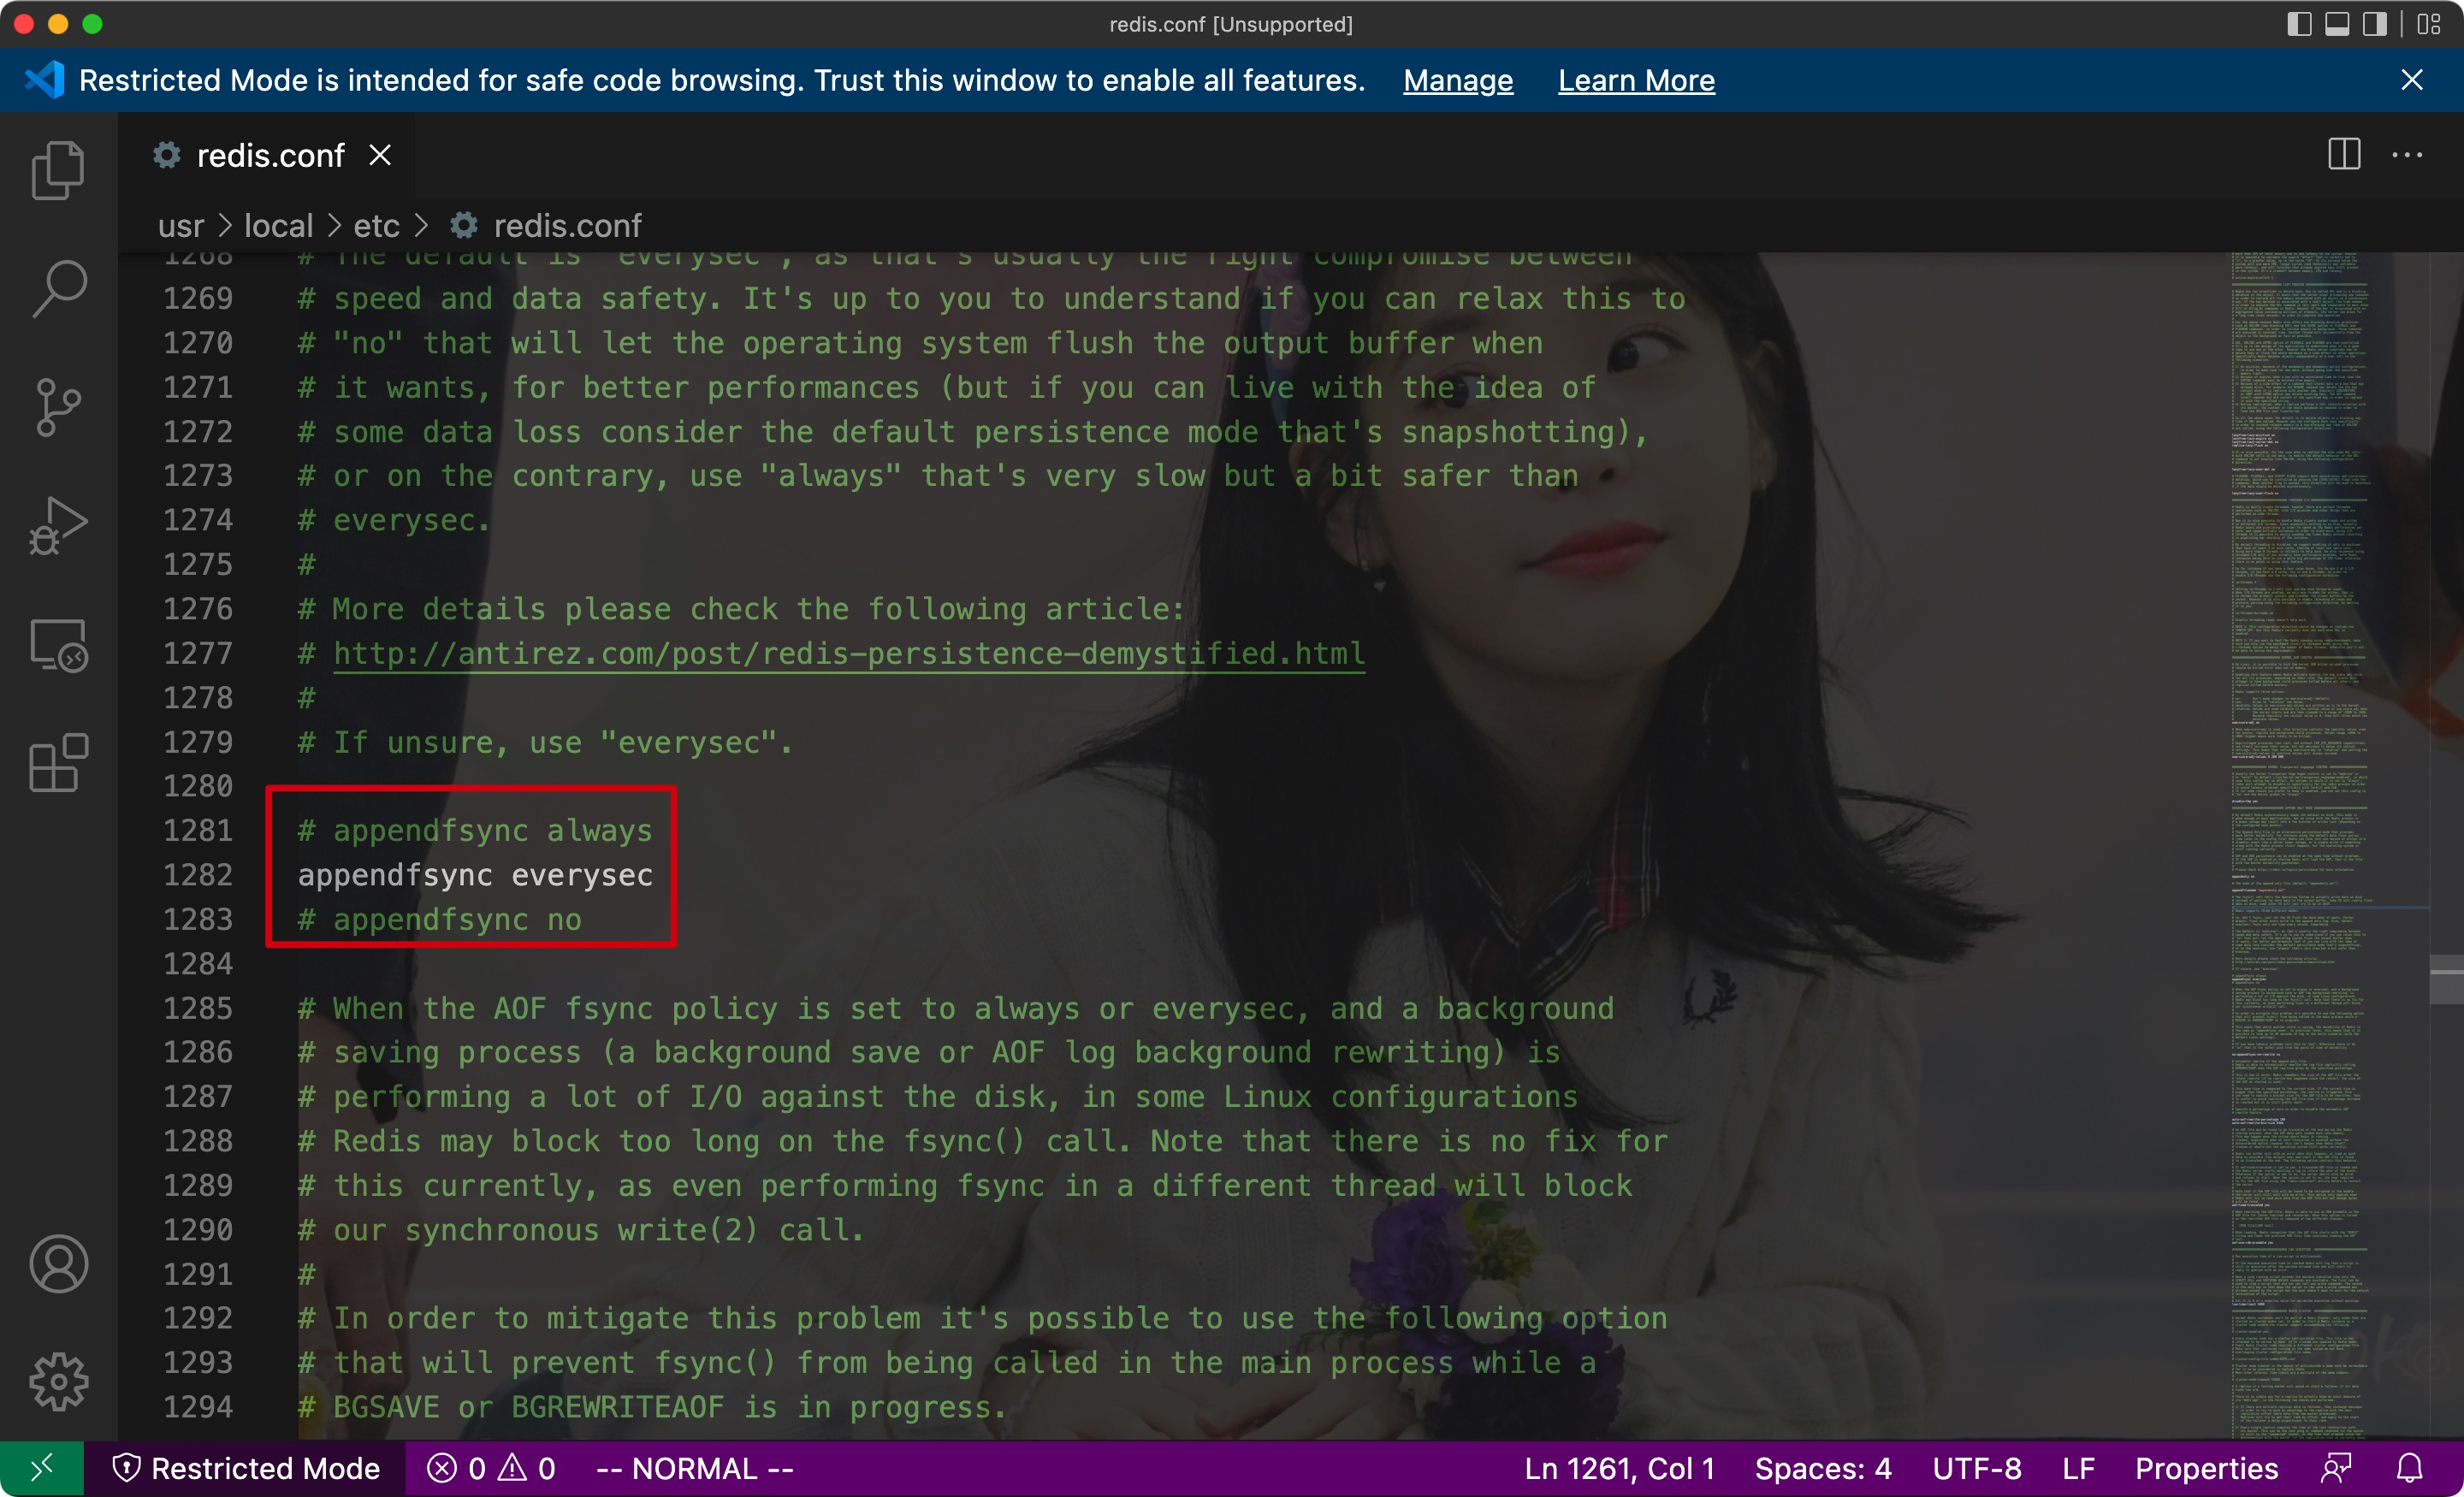 redis.conf [Unsupported]
Restricted Mode is intended for safe code browsing. Trust this window to enable all features. Manage Learn More
redis.conf
usr > local > etc > redis.conf
1268 # The default is "everysec", as that's usually the right compromise between
1269 # speed and data safety. It's up to you to understand if you can relax this to
1270 # "no" that will let the operating system flush the output buffer when
1271 # it wants, for better performances (but if you can live with the idea of
1272 # some data loss consider the default persistence mode that's snapshotting),
1273 # or on the contrary, use "always" that's very slow but a bit safer than
1274 # everysec.
1275 #
1276 # More details please check the following article:
1277 # http://antirez.com/post/redis-persistence-demystified.html
1278 #
1279 # If unsure, use "everysec".
1280
1281 # appendfsync always
1282 appendfsync everysec
1283 # appendfsync no
1284
1285 # When the AOF fsync policy is set to always or everysec, and a background
1286 # saving process (a background save or AOF log background rewriting) is
1287 # performing a lot of I/O against the disk, in some Linux configurations
1288 # Redis may block too long on the fsync() call. Note that there is no fix for
1289 # this currently, as even performing fsync in a different thread will block
1290 # our synchronous write(2) call.
1291 #
1292 # In order to mitigate this problem it's possible to use the following option
1293 # that will prevent fsync() from being called in the main process while a
1294 # BGSAVE or BGREWRITEAOF is in progress.
Restricted Mode 0 0 -- NORMAL -- Ln 1261, Col 1 Spaces: 4 UTF-8 LF Properties